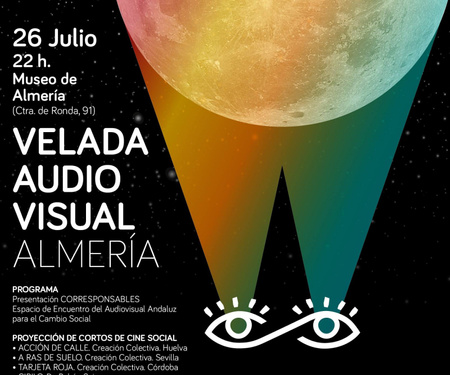 26 Julio
22 h.
Museo de
Almería
(Ctra. de Ronda, 91)
VELADA
AUDIO
VISUAL
ALMERÍA
PROGRAMA
Presentación CORRESPONSABLES
Espacio de Encuentro del Audiovisual Andaluz
para el Cambio Social
PROYECCIÓN DE CORTOS DE CINE SOCIAL
• ACCIÓN DE CALLE. Creación Colectiva. Huelva
• A RAS DE SUELO. Creación Colectiva. Sevilla
• TARJETA ROJA. Creación Colectiva. Córdoba